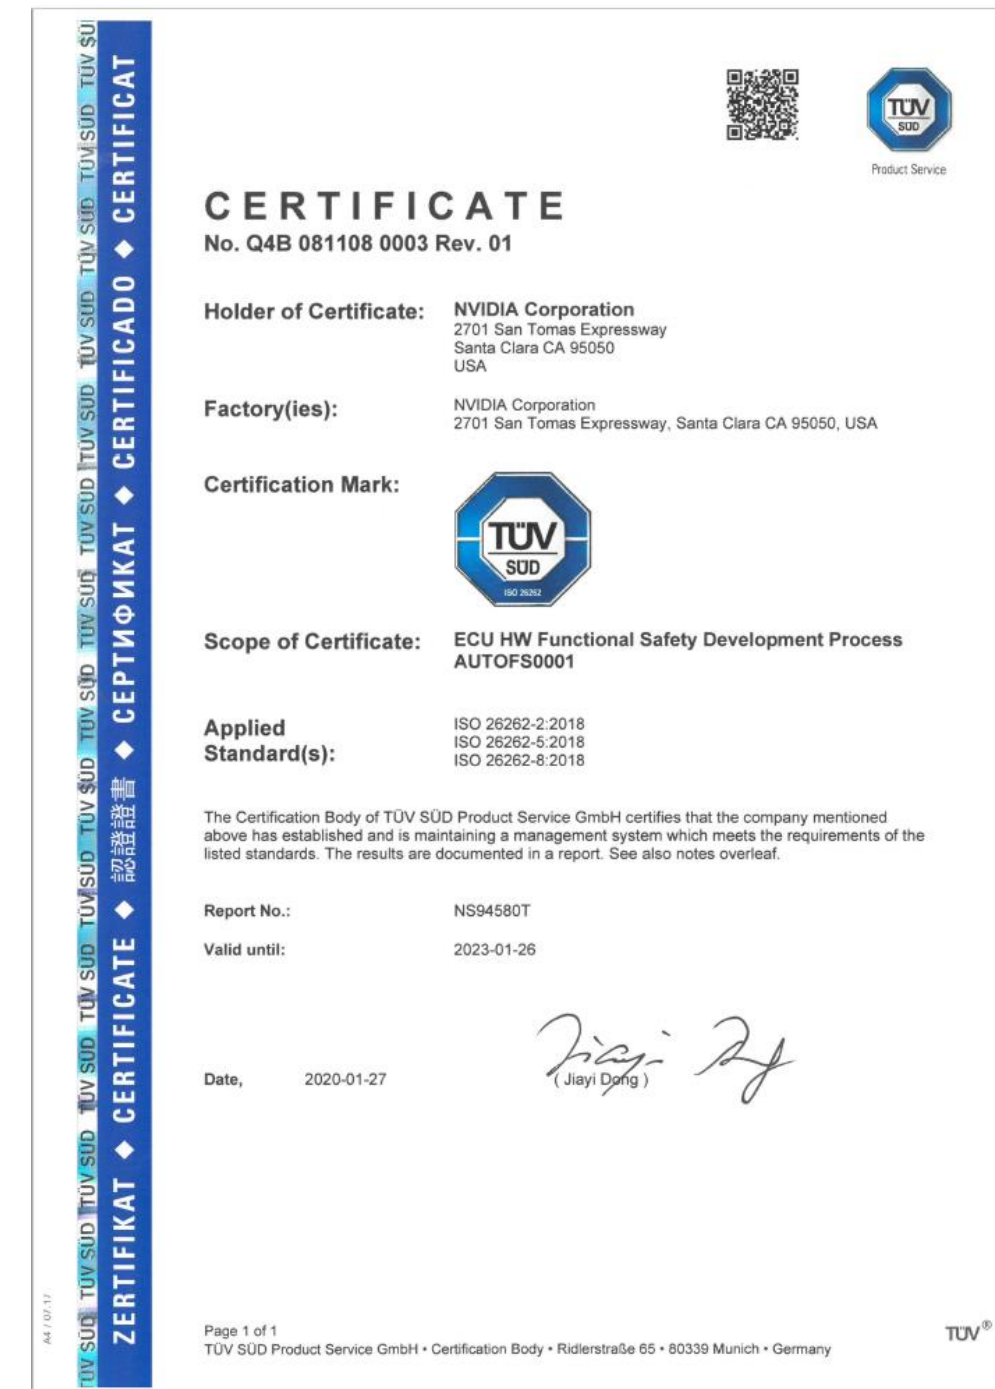 TÜV SÜD
Product Service
CERTIFICATE
No. Q4B 081108 0003 Rev. 01
Holder of Certificate: NVIDIA Corporation
2701 San Tomas Expressway
Santa Clara CA 95050
USA
Factory(ies): NVIDIA Corporation
2701 San Tomas Expressway, Santa Clara CA 95050, USA
Certification Mark:
TÜV
SÜD
ISO 26262
Scope of Certificate: ECU HW Functional Safety Development Process
AUTOFS0001
Applied
Standard(s):
ISO 26262-2:2018
ISO 26262-5:2018
ISO 26262-8:2018
The Certification Body of TÜV SÜD Product Service GmbH certifies that the company mentioned
above has established and is maintaining a management system which meets the requirements of the
listed standards. The results are documented in a report. See also notes overleaf.
Report No.: NS94580T
Valid until: 2023-01-26
Date, 2020-01-27
( Jiayi Dong )
Page 1 of 1
TÜV SÜD Product Service GmbH • Certification Body • Ridlerstraße 65 • 80339 Munich • Germany
TÜV®
ZERTIFIKAT ◆ CERTIFICATE ◆ 認證證書 ◆ СЕРТИФИКАТ ◆ CERTIFICADO ◆ CERTIFICAT
TÜV SÜD TÜV SÜD TÜV SÜD TÜV SÜD TÜV SÜD TÜV SÜD TÜV SÜD TÜV SÜD TÜV SÜD TÜV SÜD TÜV SÜD TÜV SÜD TÜV SÜD TÜV SÜD TÜV SÜ
A4 / 07.17